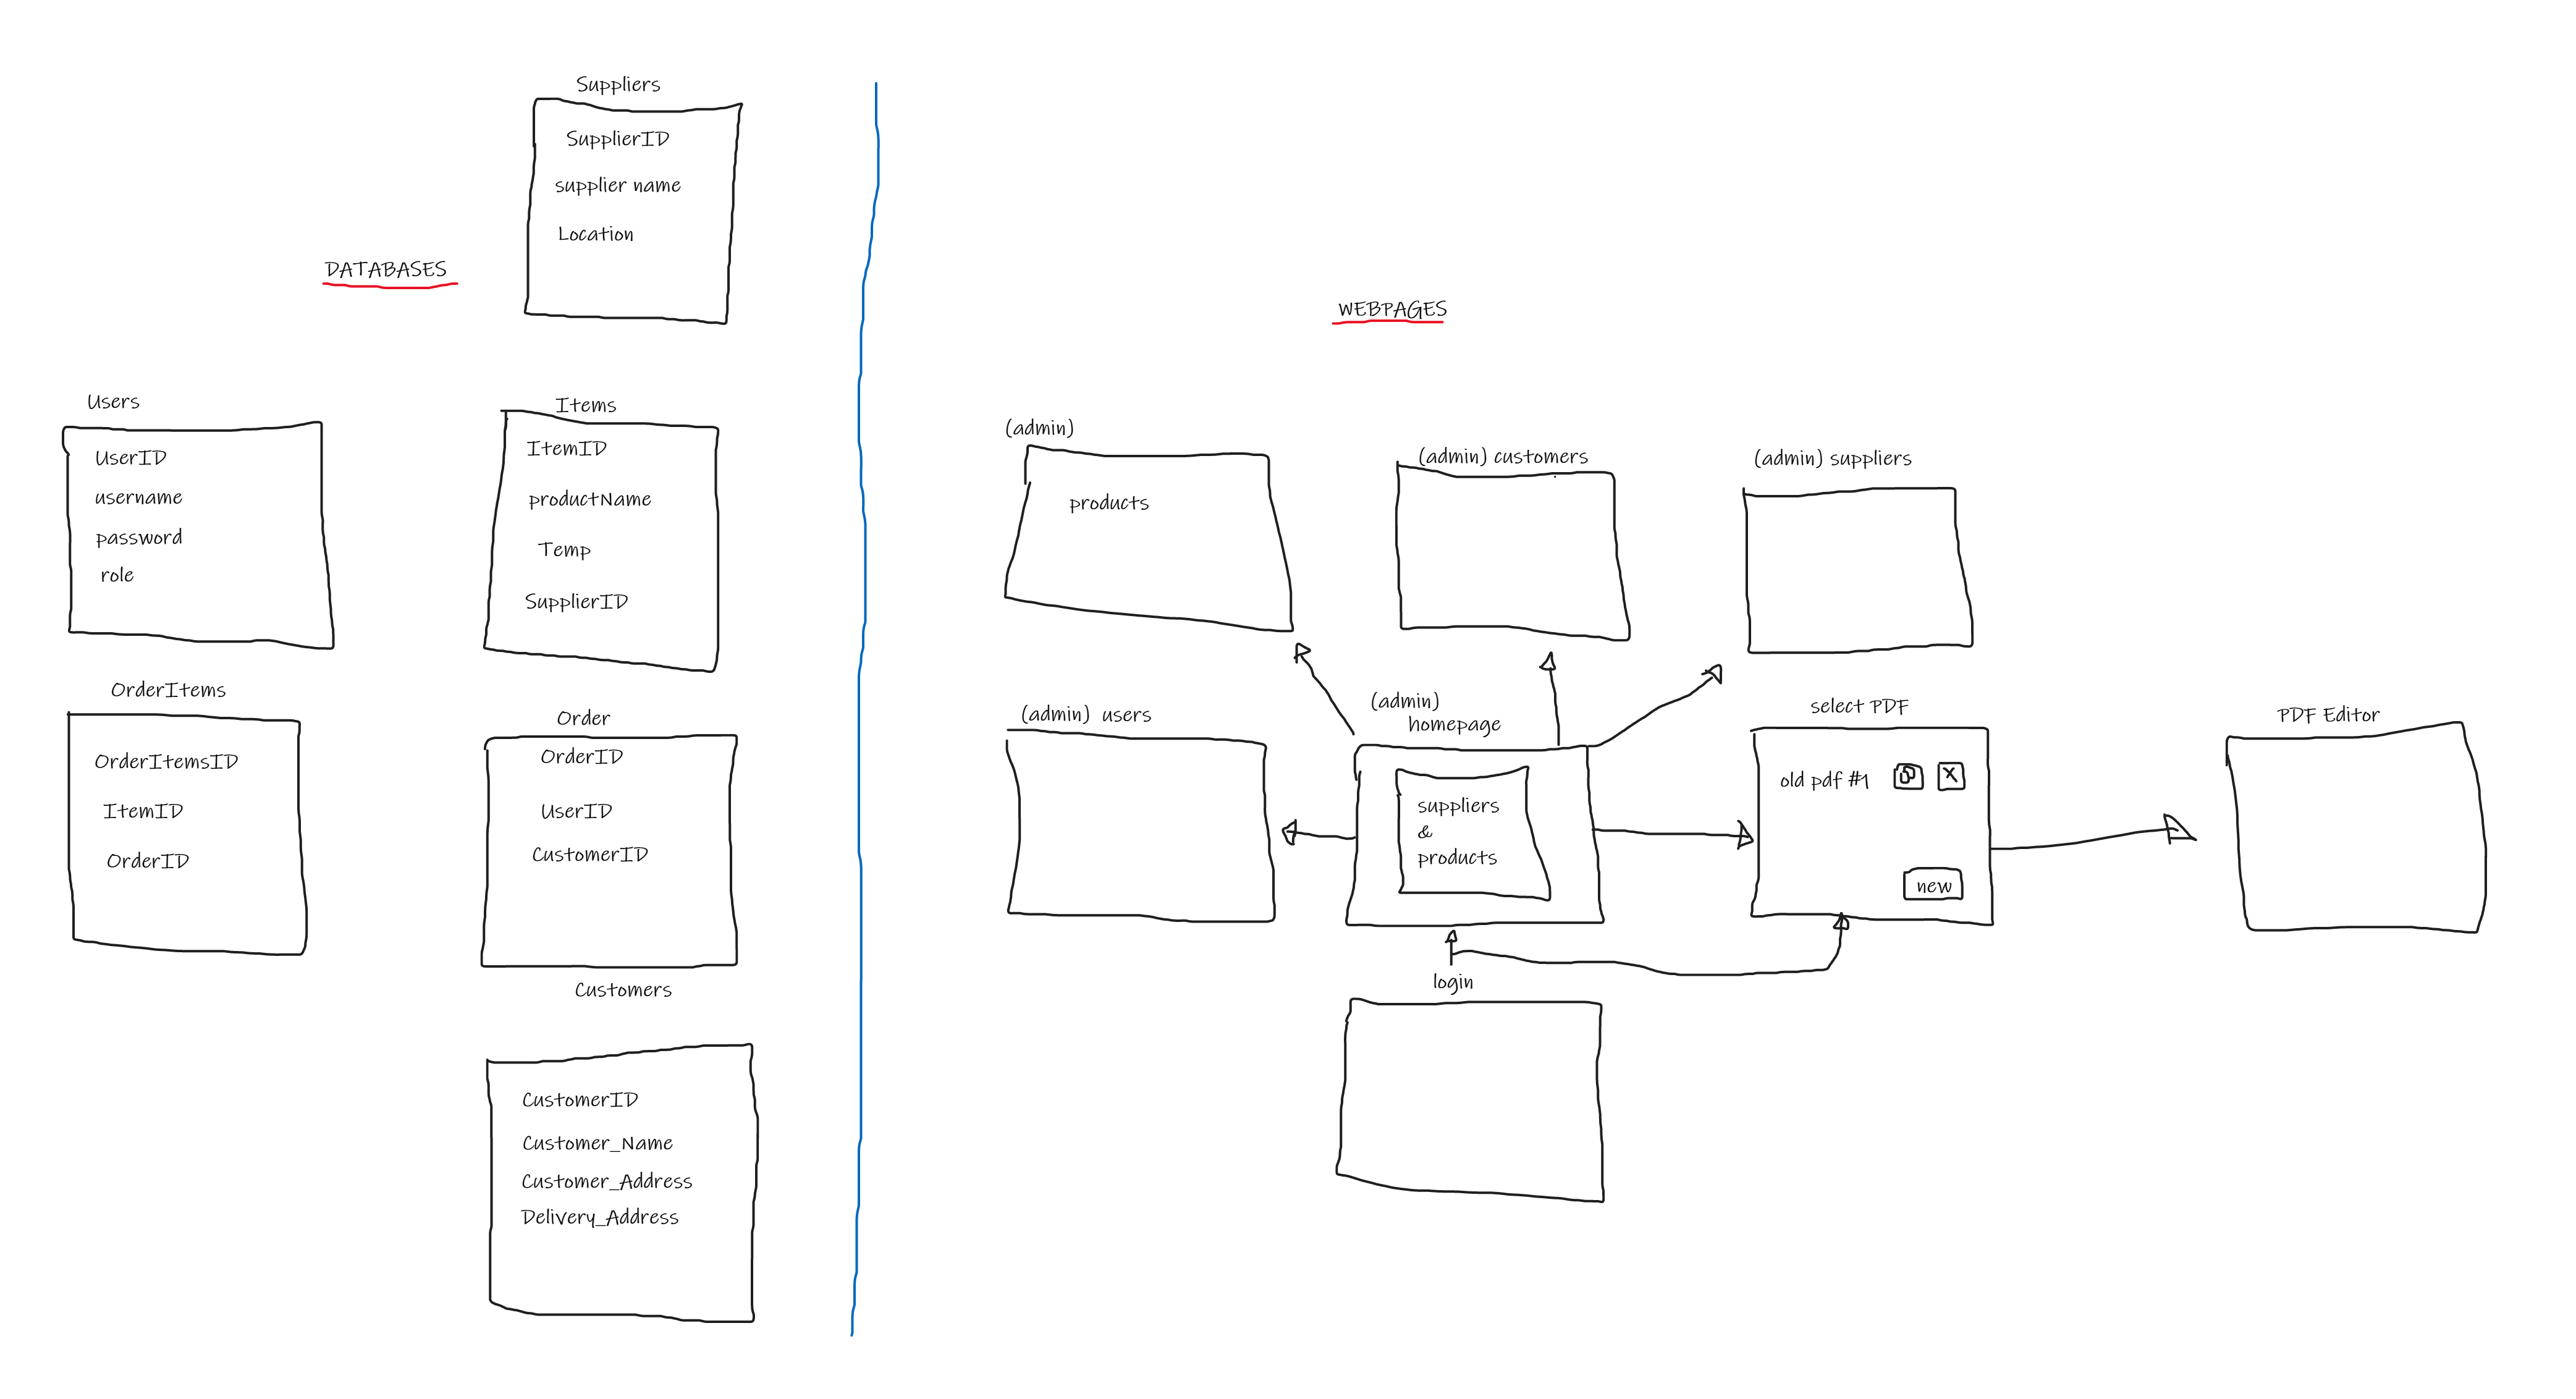 DATABASES
Suppliers
SupplierID
supplier name
Location
Users
UserID
username
password
role
Items
ItemID
productName
Temp
SupplierID
OrderItems
OrderItemsID
ItemID
OrderID
Order
OrderID
UserID
CustomerID
Customers
CustomerID
Customer_Name
Customer_Address
Delivery_Address
WEBPAGES
(admin)
products
(admin) customers
(admin) suppliers
(admin) users
(admin)
homepage
suppliers
&
products
select PDF
old pdf #1
new
PDF Editor
login